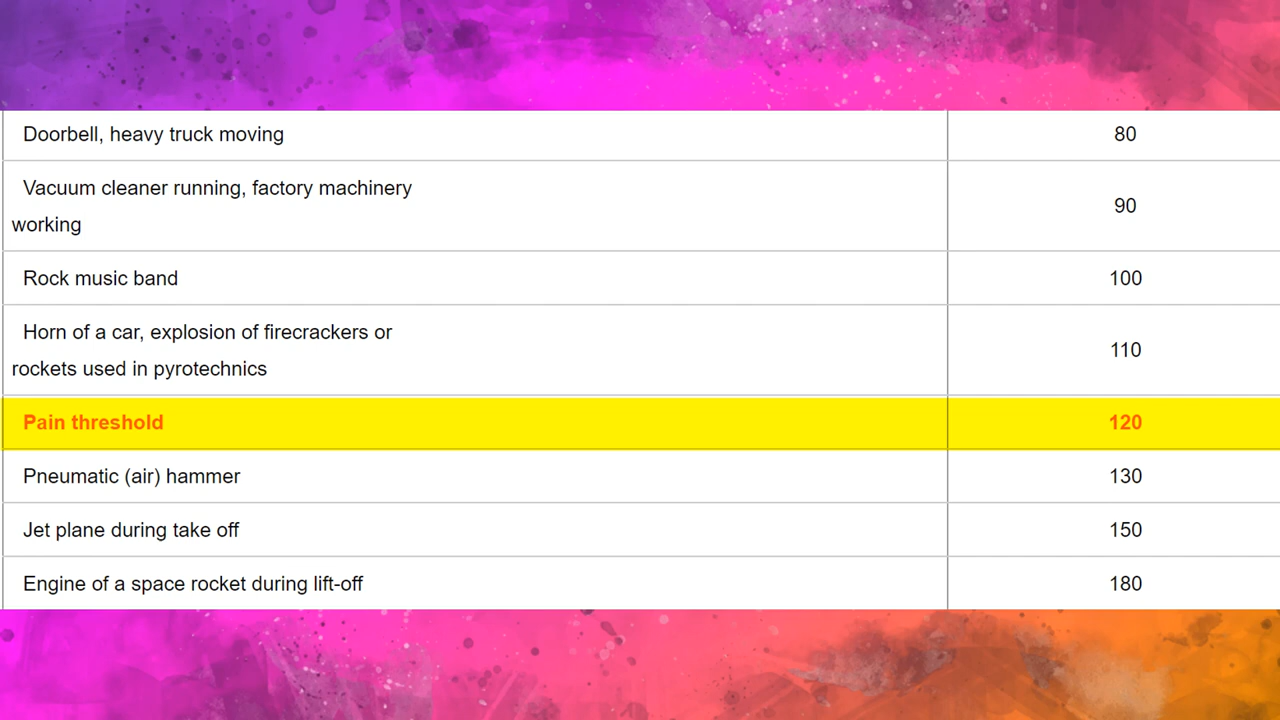 Doorbell, heavy truck moving 80
Vacuum cleaner running, factory machinery
working 90
Rock music band 100
Horn of a car, explosion of firecrackers or
rockets used in pyrotechnics 110
Pain threshold 120
Pneumatic (air) hammer 130
Jet plane during take off 150
Engine of a space rocket during lift-off 180